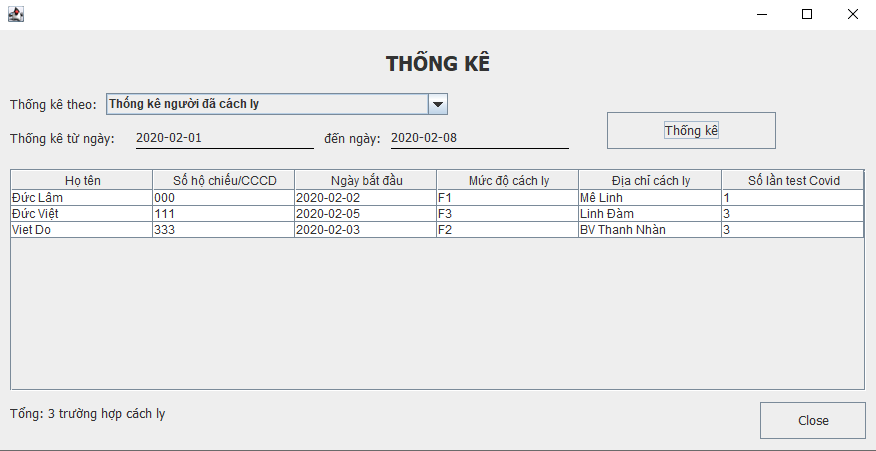 THỐNG KÊ
Thống kê theo: Thống kê người đã cách ly
Thống kê từ ngày: 2020-02-01 đến ngày: 2020-02-08 Thống kê
Họ tên Số hộ chiếu/CCCD Ngày bắt đầu Mức độ cách ly Địa chỉ cách ly Số lần test Covid
Đức Lâm 000 2020-02-02 F1 Mê Linh 1
Đức Việt 111 2020-02-05 F3 Linh Đàm 3
Viet Do 333 2020-02-03 F2 BV Thanh Nhàn 3
Tổng: 3 trường hợp cách ly
Close